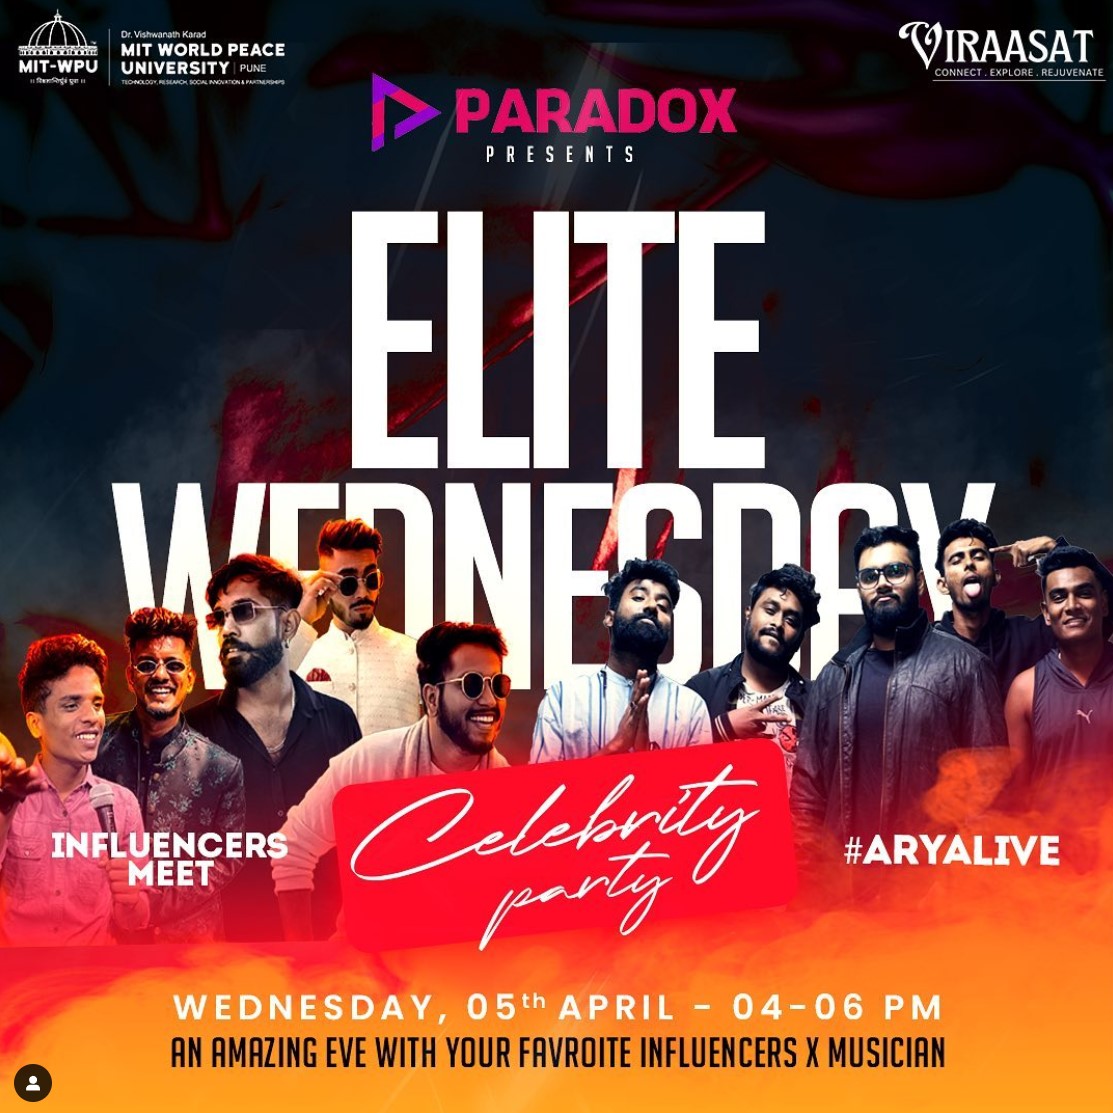 Dr. Vishwanath Karad
MIT WORLD PEACE
UNIVERSITY | PUNE
TECHNOLOGY, RESEARCH, SOCIAL INNOVATION & PARTNERSHIPS
MIT-WPU
॥ विश्वशान्तिर्ध्रुवं ध्रुवा ॥
VIRAASAT
CONNECT . EXPLORE . REJUVENATE
PARADOX
PRESENTS
ELITE
WEDNESDAY
INFLUENCERS
MEET
Celebrity
party
#ARYALIVE
WEDNESDAY, 05th APRIL - 04-06 PM
AN AMAZING EVE WITH YOUR FAVROITE INFLUENCERS X MUSICIAN